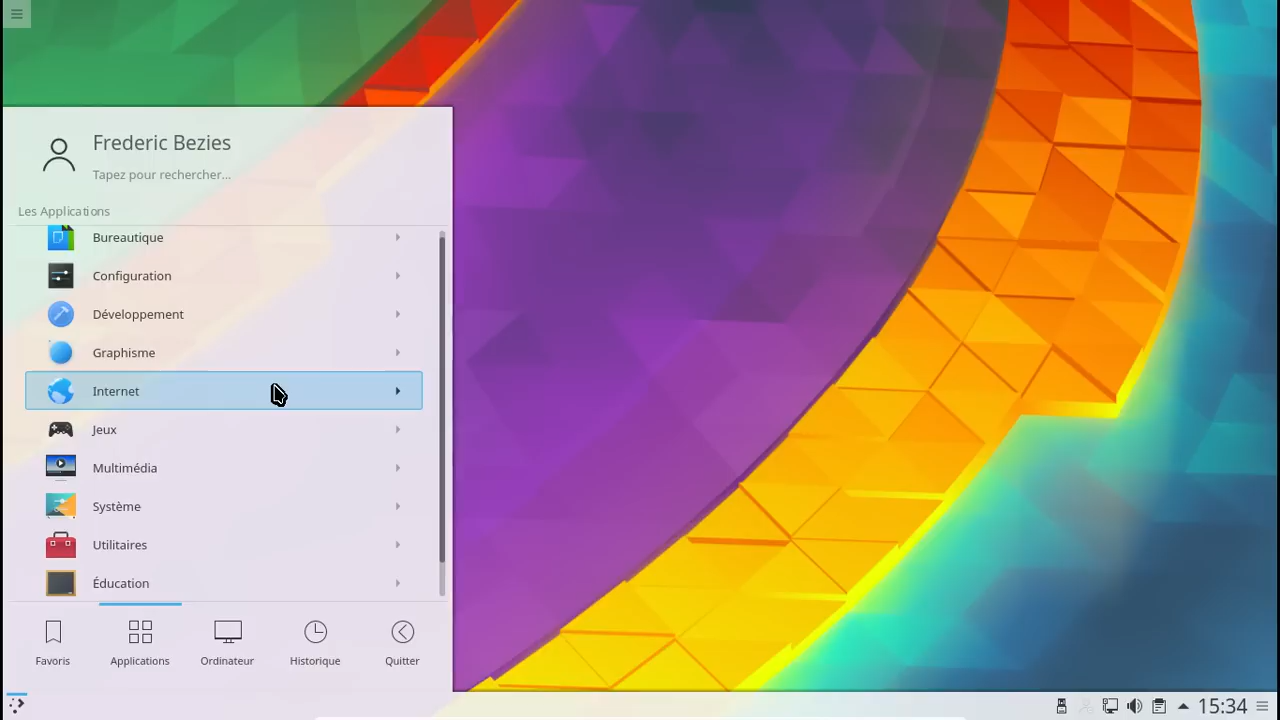 Frederic Bezies
Tapez pour rechercher...
Les Applications
Bureautique
Configuration
Développement
Graphisme
Internet
Jeux
Multimédia
Système
Utilitaires
Éducation
Favoris
Applications
Ordinateur
Historique
Quitter
15:34